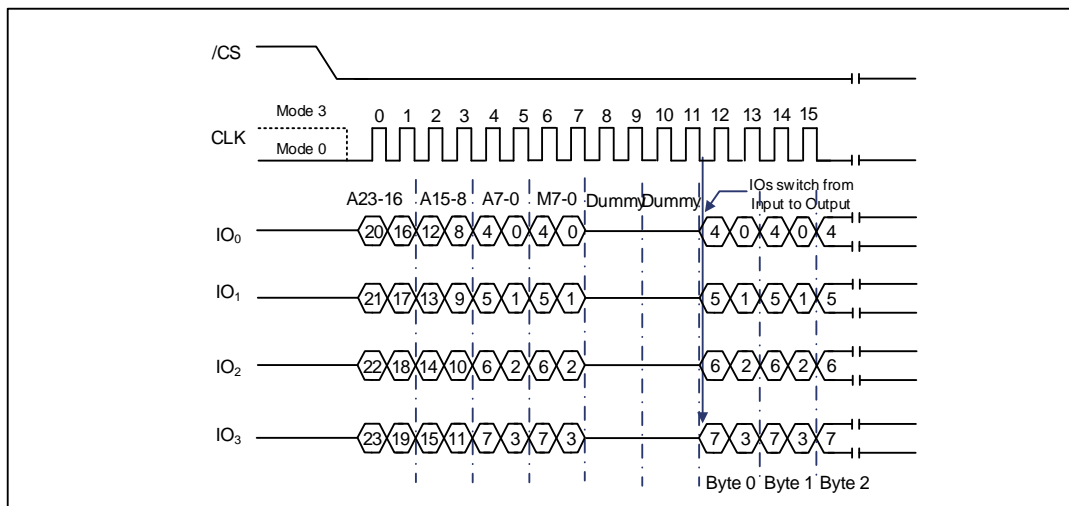 /CS
Mode 3
0 1 2 3 4 5 6 7 8 9 10 11 12 13 14 15
CLK
Mode 0
IOs switch from
Input to Output
A23-16 A15-8 A7-0 M7-0 Dummy Dummy
IO0 20 16 12 8 4 0 4 0 4 0 4 0 4
IO1 21 17 13 9 5 1 5 1 5 1 5 1 5
IO2 22 18 14 10 6 2 6 2 6 2 6 2 6
IO3 23 19 15 11 7 3 7 3 7 3 7 3 7
Byte 0 Byte 1 Byte 2